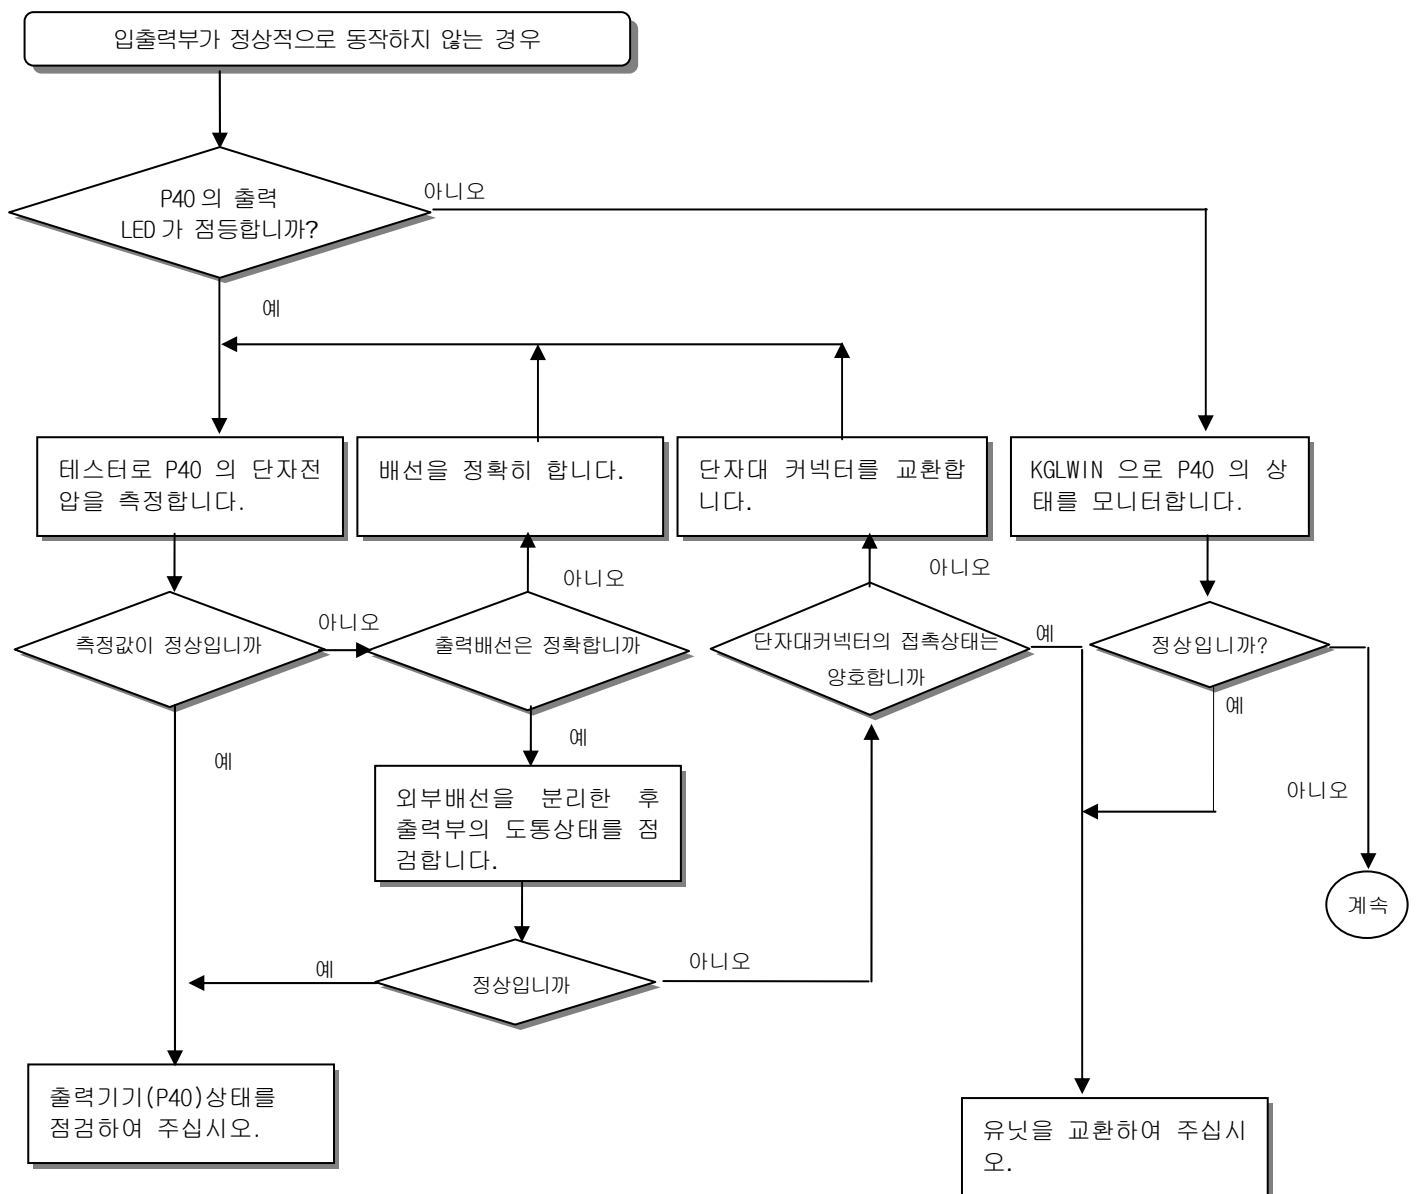 입출력부가 정상적으로 동작하지 않는 경우
P40 의 출력
LED 가 점등합니까?
아니오
예
테스터로 P40 의 단자전
압을 측정합니다.
배선을 정확히 합니다.
단자대 커넥터를 교환합
니다.
KGLWIN 으로 P40 의 상
태를 모니터합니다.
아니오
아니오
측정값이 정상입니까
아니오
출력배선은 정확합니까
단자대커넥터의 접촉상태는
양호합니까
예
정상입니까?
예
예
예
아니오
외부배선을 분리한 후
출력부의 도통상태를 점
검합니다.
계속
예
정상입니까
아니오
출력기기(P40)상태를
점검하여 주십시오.
유닛을 교환하여 주십시
오.